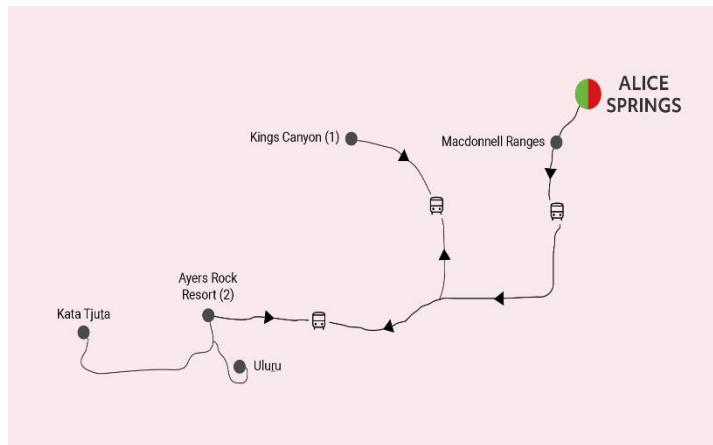 ALICE
SPRINGS
Kings Canyon (1)
Macdonnell Ranges
Ayers Rock
Resort (2)
Kata Tjuṯa
Uluṟu